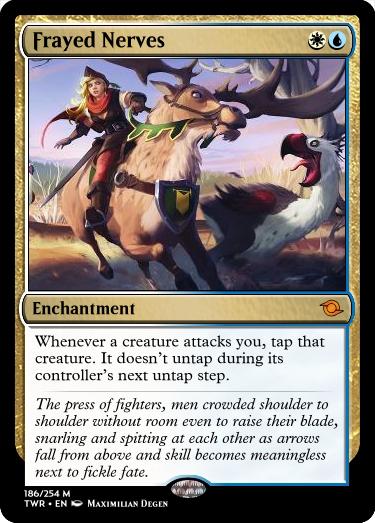 Frayed Nerves
Enchantment
Whenever a creature attacks you, tap that
creature. It doesn't untap during its
controller's next untap step.
The press of fighters, men crowded shoulder to
shoulder without room even to raise their blade,
snarling and spitting at each other as arrows
fall from above and skill becomes meaningless
next to fickle fate.
186/254 M
TWR • EN Maximilian Degen